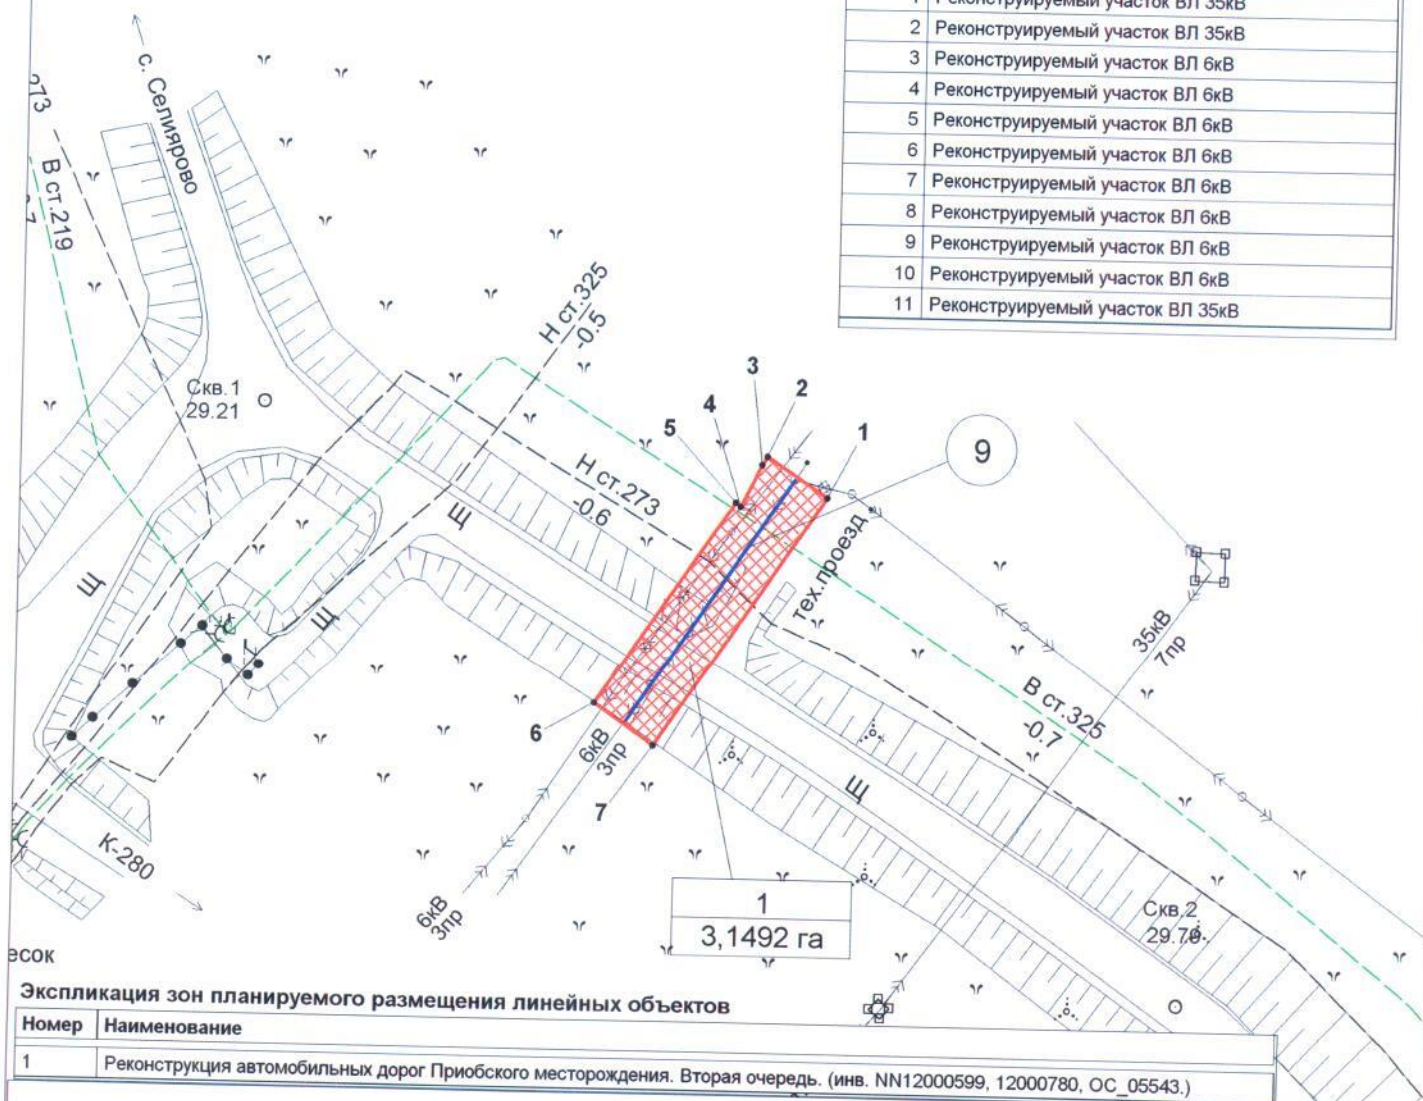 1 Реконструируемый участок ВЛ 35кВ
2 Реконструируемый участок ВЛ 35кВ
3 Реконструируемый участок ВЛ 6кВ
4 Реконструируемый участок ВЛ 6кВ
5 Реконструируемый участок ВЛ 6кВ
6 Реконструируемый участок ВЛ 6кВ
7 Реконструируемый участок ВЛ 6кВ
8 Реконструируемый участок ВЛ 6кВ
9 Реконструируемый участок ВЛ 6кВ
10 Реконструируемый участок ВЛ 6кВ
11 Реконструируемый участок ВЛ 35кВ
с. Селиярово
273
В ст.219
Н ст.325
-0.5
Скв.1
29.21
3
2
4
5
1
9
Н ст.273
-0.6
Щ
тех.проезд
Щ
Щ
35кВ
7пр
В ст.325
-0.7
6
6кВ
3пр
7
Щ
К-280
6кВ
3пр
1
3,1492 га
Скв.2
29.76
есок
Экспликация зон планируемого размещения линейных объектов
Номер Наименование
1 Реконструкция автомобильных дорог Приобского месторождения. Вторая очередь. (инв. NN12000599, 12000780, ОС_05543.)